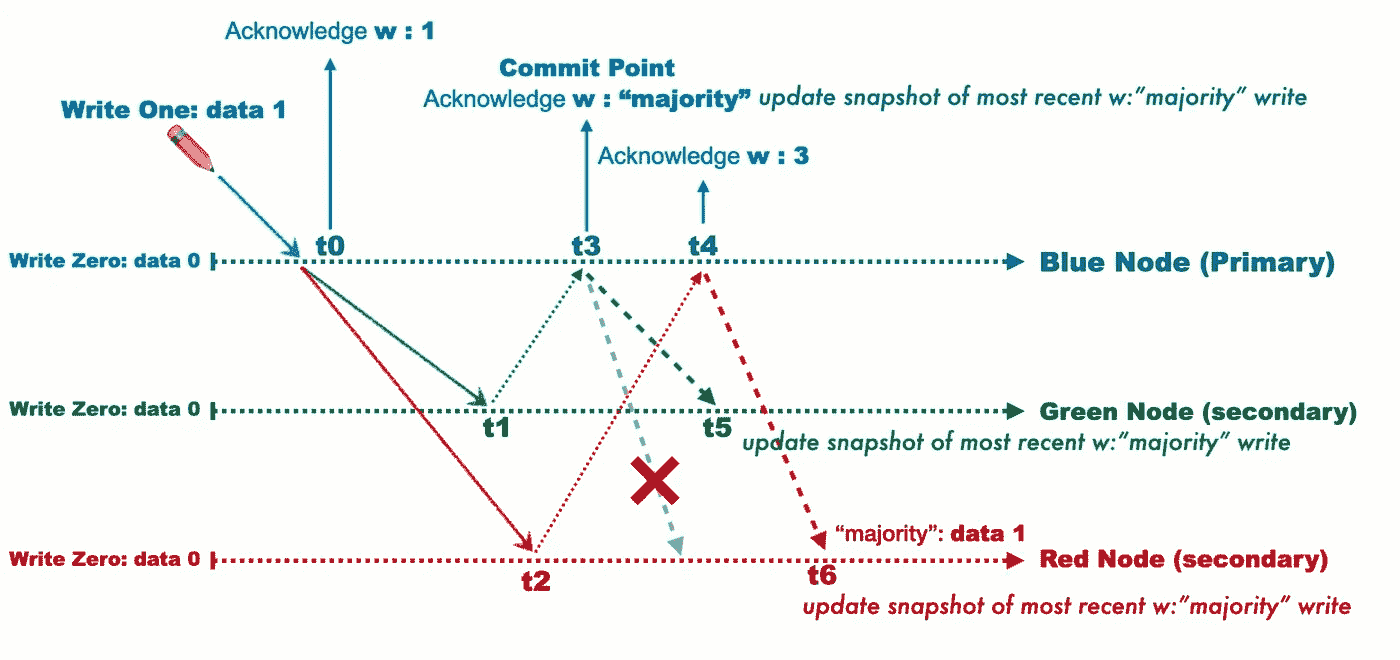 Acknowledge w : 1
Commit Point
Write One: data 1
Acknowledge w : “majority” update snapshot of most recent w:”majority” write
Acknowledge w : 3
t0
t3
t4
Write Zero: data 0
Blue Node (Primary)
Write Zero: data 0
Green Node (secondary)
t1
t5
update snapshot of most recent w:”majority” write
“majority”: data 1
Write Zero: data 0
Red Node (secondary)
t2
t6
update snapshot of most recent w:”majority” write